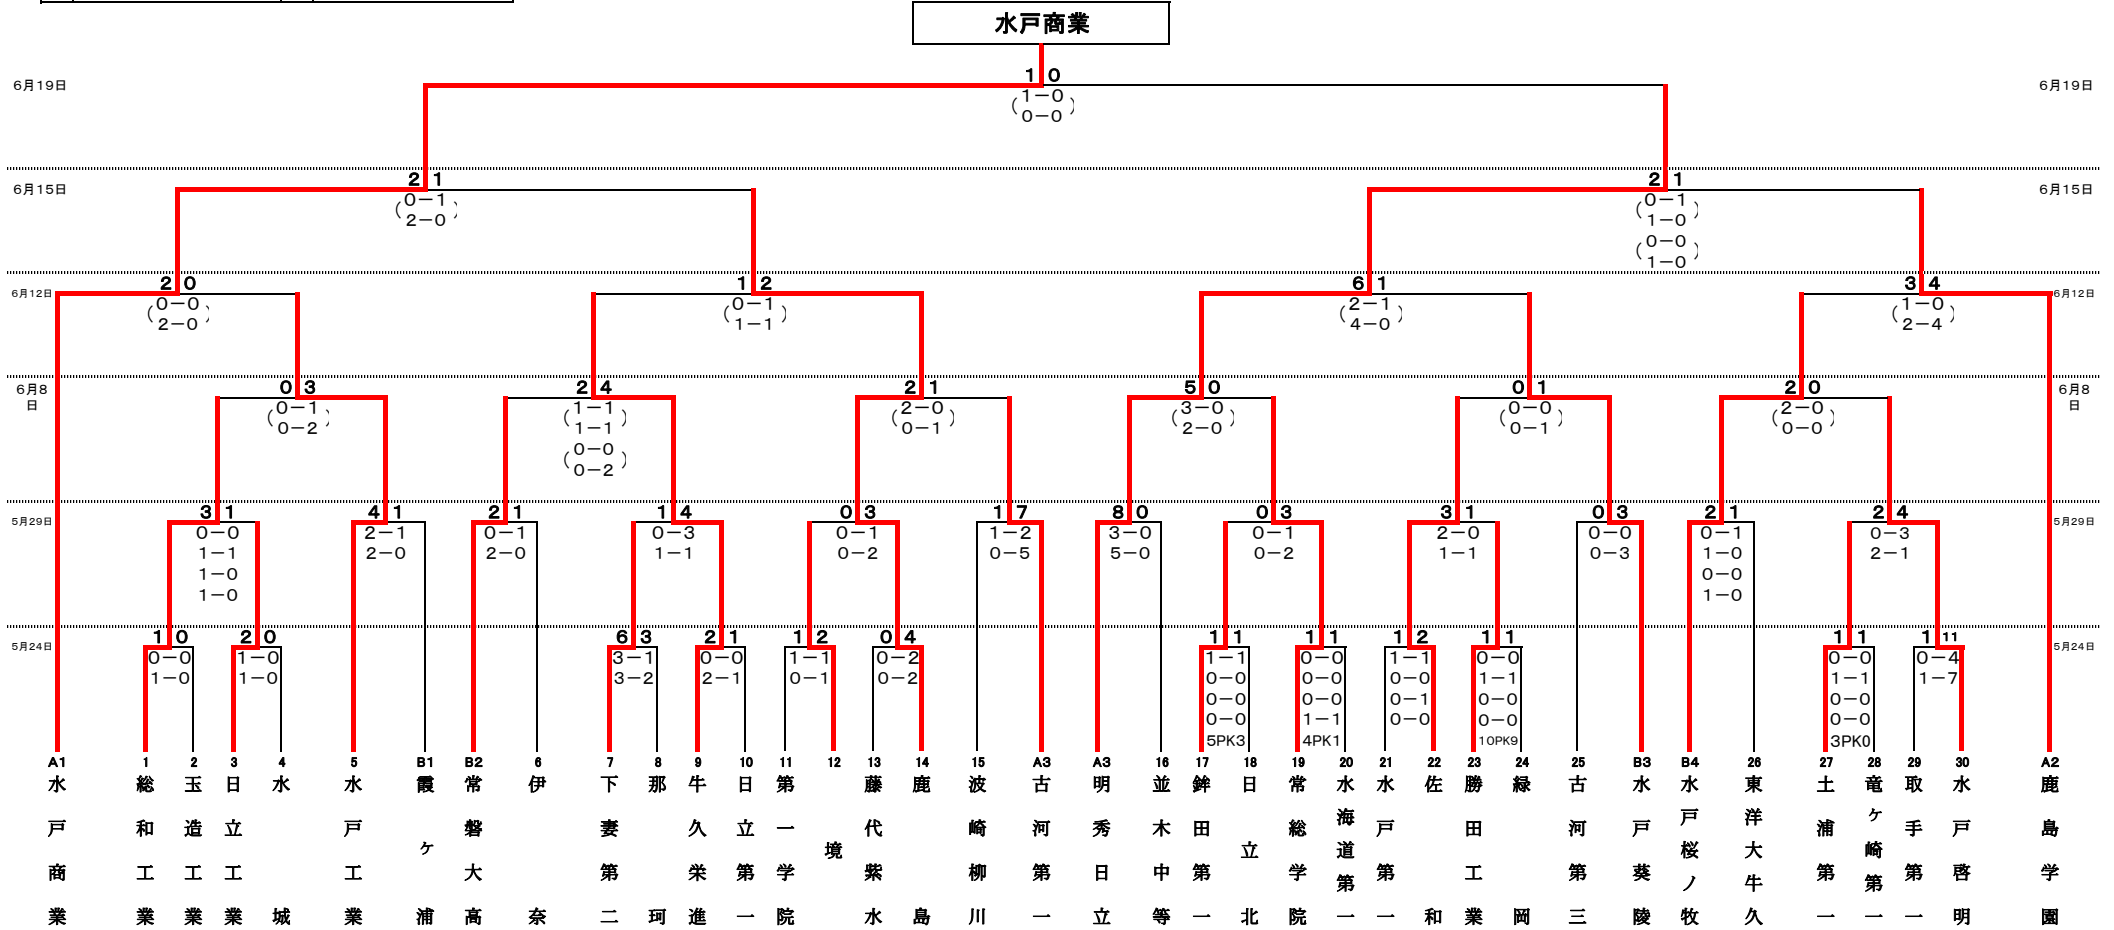 水戸商業
6月19日 1 0 6月19日
(1－0)
0－0
6月15日 2 1 2 1 6月15日
(0－1) (0－1)
2－0 1－0
(0－0)
1－0
6月12日 2 0 1 2 6 1 3 4 6月12日
(0－0) (0－1) (2－1) (1－0)
2－0 1－1 4－0 2－4
6月8日 0 3 2 4 2 1 5 0 0 1 2 0 6月8日
(0－1) (1－1) (2－0) (3－0) (0－0) (2－0)
0－2 1－1 0－1 2－0 0－1 0－0
(0－0)
0－2
5月29日 3 1 4 1 2 1 1 4 0 3 1 7 8 0 0 3 3 1 0 3 2 1 2 4 5月29日
0－0 2－1 0－1 0－3 0－1 1－2 3－0 0－1 2－0 0－0 0－1 0－3
1－1 2－0 2－0 1－1 0－2 0－5 5－0 0－2 1－1 0－3 1－0 2－1
1－0 0－0
1－0 1－0
5月24日 1 0 2 0 6 3 2 1 1 2 0 4 1 1 1 1 1 2 1 1 1 1 1 11 5月24日
0－0 1－0 3－1 0－0 1－1 0－2 1－1 0－0 1－1 0－0 0－0 0－4
1－0 1－0 3－2 2－1 0－1 0－2 0－0 0－0 0－0 1－1 1－1 1－7
0－0 0－0 0－1 0－0 0－0
0－0 1－1 0－0 0－0 0－0
5PK3 4PK1 10PK9 3PK0
A1 1 2 3 4 5 B1 B2 6 7 8 9 10 11 12 13 14 15 A3 A3 16 17 18 19 20 21 22 23 24 25 B3 B4 26 27 28 29 30 A2
水戸商業
総和工業
玉造工業
日立工業
水城
水戸工業
霞ケ浦
常磐大高
伊奈
下妻第二
那珂
牛久栄進
日立第一
第一学院
境
藤代紫水
鹿島
波崎柳川
古河第一
明秀日立
並木中等
鉾田第一
日立北
常総学院
水海道第一
水戸第一
佐和
勝田工業
緑岡
古河第三
水戸葵陵
水戸桜ノ牧
東洋大牛久
土浦第一
竜ケ崎第一
取手第一
水戸啓明
鹿島学園